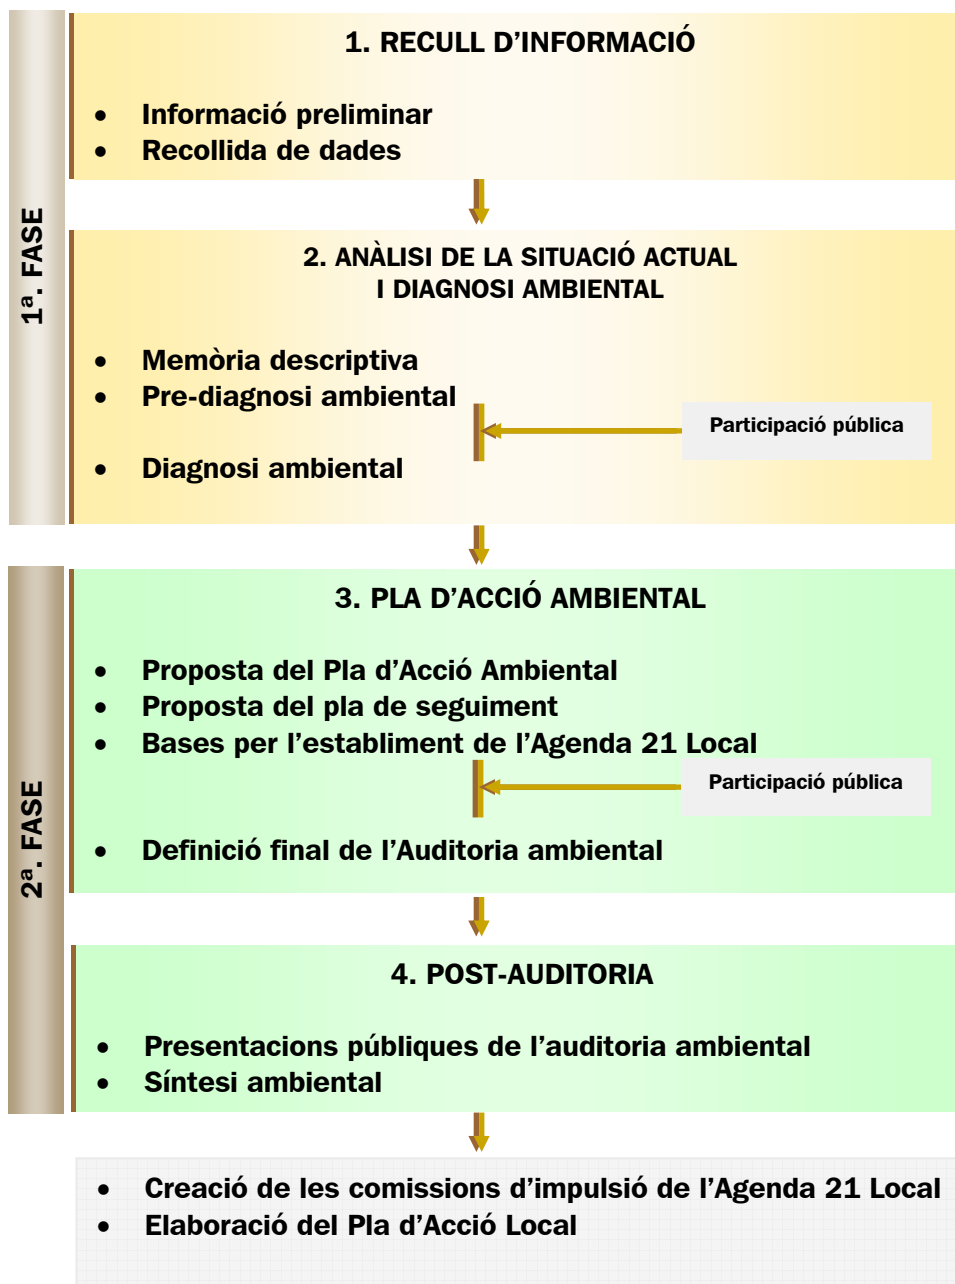 1ª. FASE
1. RECULL D’INFORMACIÓ
• Informació preliminar
• Recollida de dades
2. ANÀLISI DE LA SITUACIÓ ACTUAL
I DIAGNOSI AMBIENTAL
• Memòria descriptiva
• Pre-diagnosi ambiental
Participació pública
• Diagnosi ambiental
2ª. FASE
3. PLA D’ACCIÓ AMBIENTAL
• Proposta del Pla d’Acció Ambiental
• Proposta del pla de seguiment
• Bases per l’establiment de l’Agenda 21 Local
Participació pública
• Definició final de l’Auditoria ambiental
4. POST-AUDITORIA
• Presentacions públiques de l’auditoria ambiental
• Síntesi ambiental
• Creació de les comissions d’impulsió de l’Agenda 21 Local
• Elaboració del Pla d’Acció Local